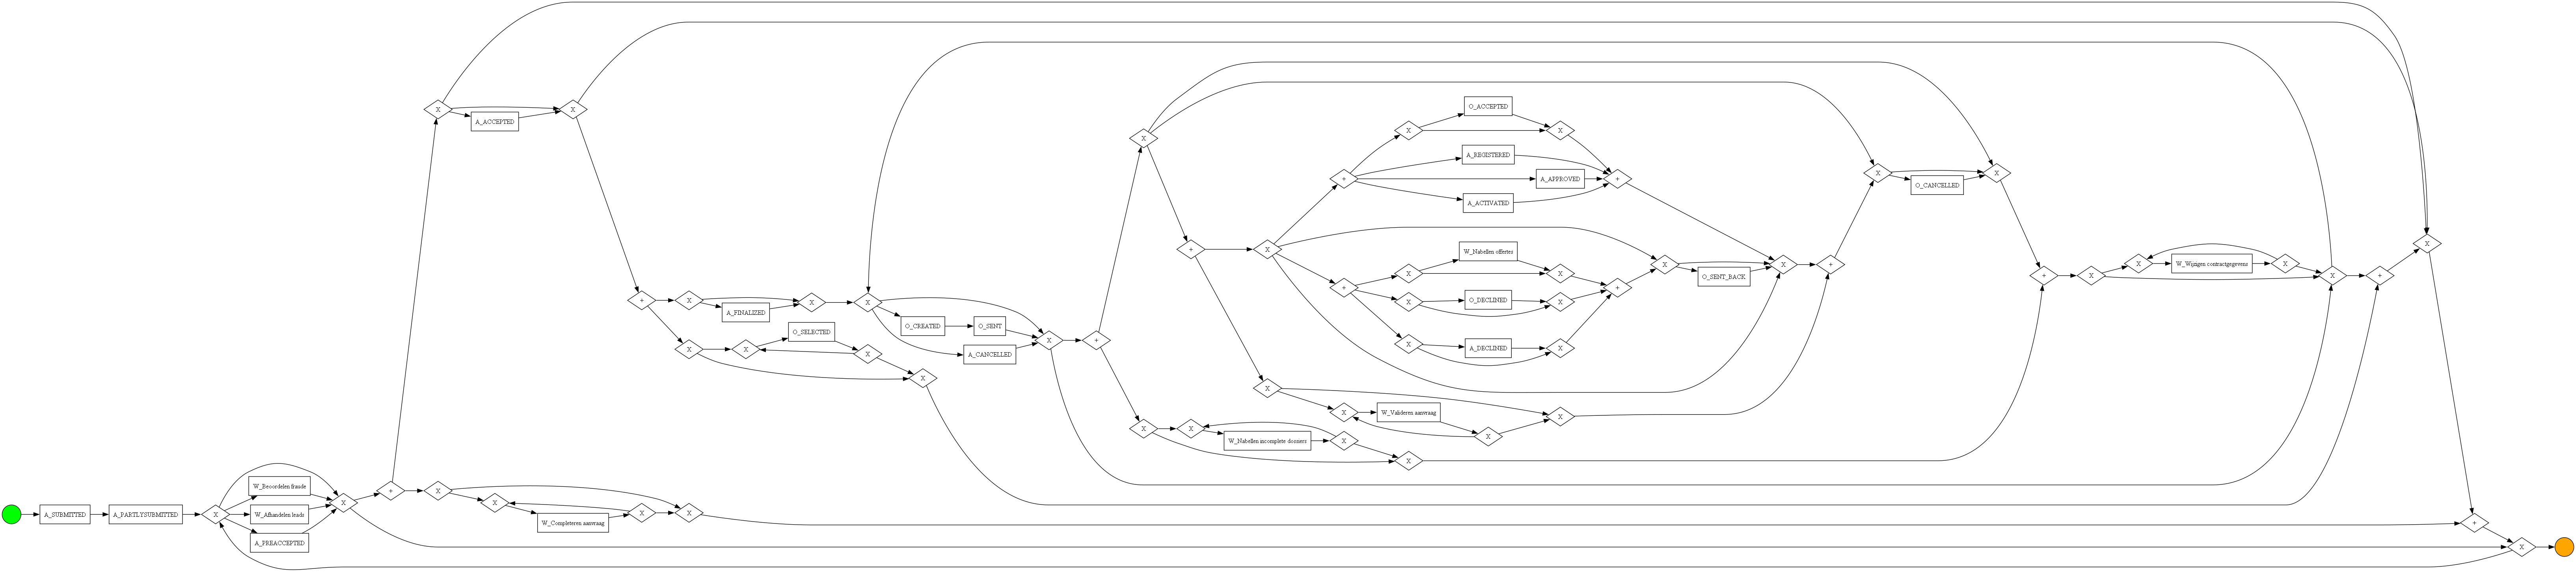 A_SUBMITTED
A_PARTLYSUBMITTED
X
W_Beoordelen fraude
W_Afhandelen leads
A_PREACCEPTED
X
+
X
A_ACCEPTED
X
X
X
W_Completeren aanvraag
X
X
+
X
A_FINALIZED
X
X
X
O_SELECTED
X
X
X
O_CREATED
O_SENT
A_CANCELLED
X
+
X
+
X
+
X
O_ACCEPTED
X
A_REGISTERED
A_APPROVED
A_ACTIVATED
+
+
X
W_Nabellen offertes
X
X
O_DECLINED
X
X
A_DECLINED
X
+
X
O_SENT_BACK
X
+
X
X
W_Valideren aanvraag
X
X
X
X
W_Nabellen incomplete dossiers
X
X
X
O_CANCELLED
X
+
X
X
W_Wijzigen contractgegevens
X
X
+
X
+
X